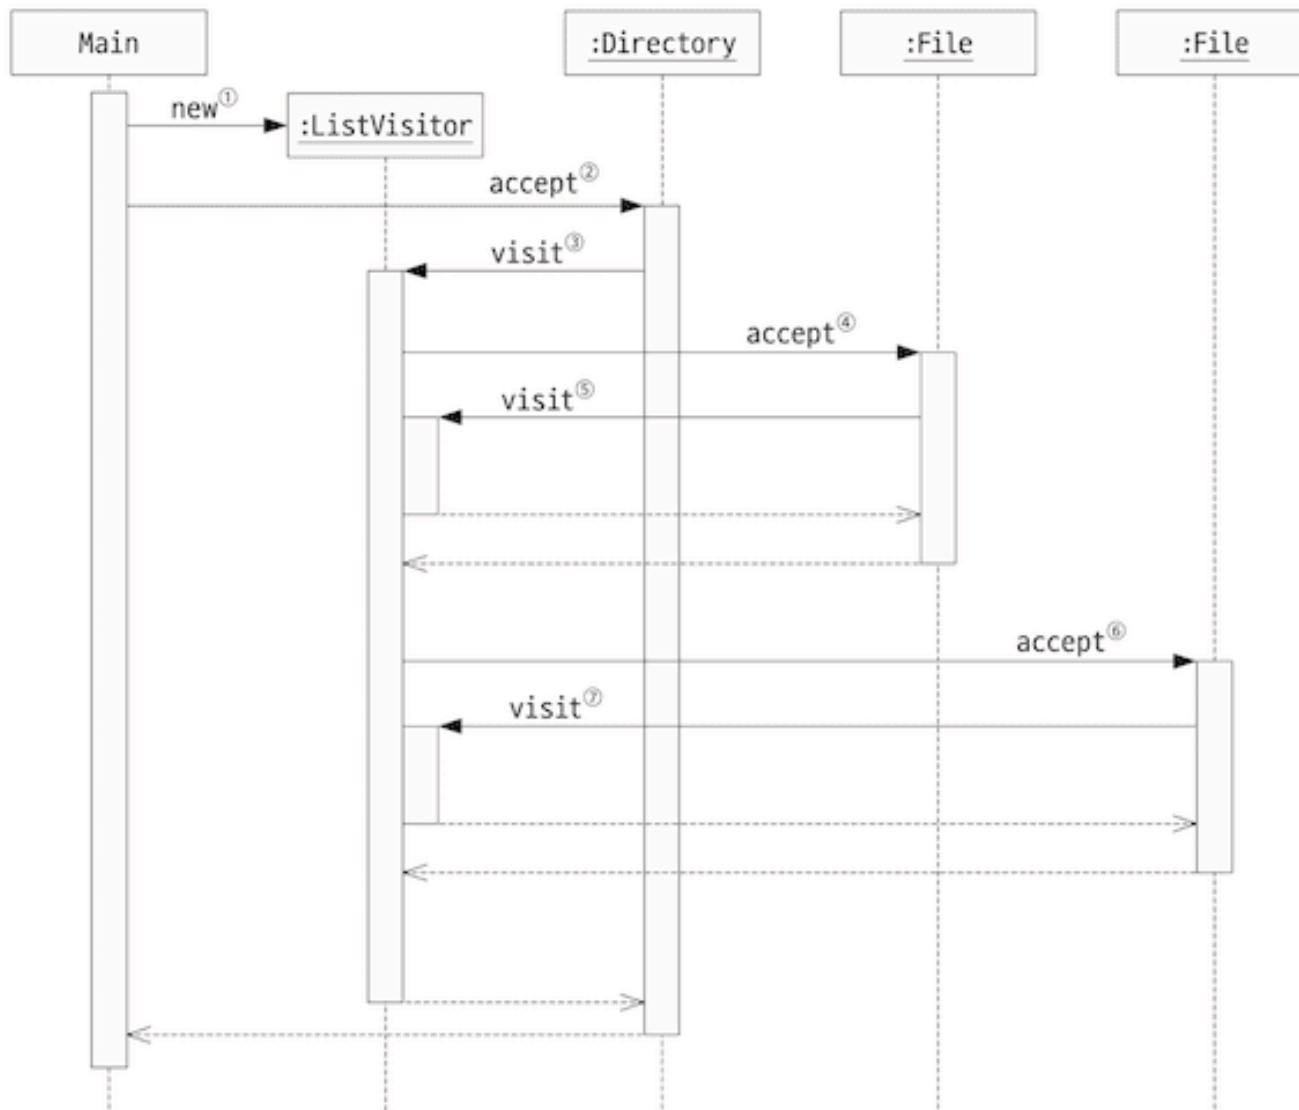 Main
:Directory
:File
:File
new①
:ListVisitor
accept②
visit③
accept④
visit⑤
accept⑥
visit⑦